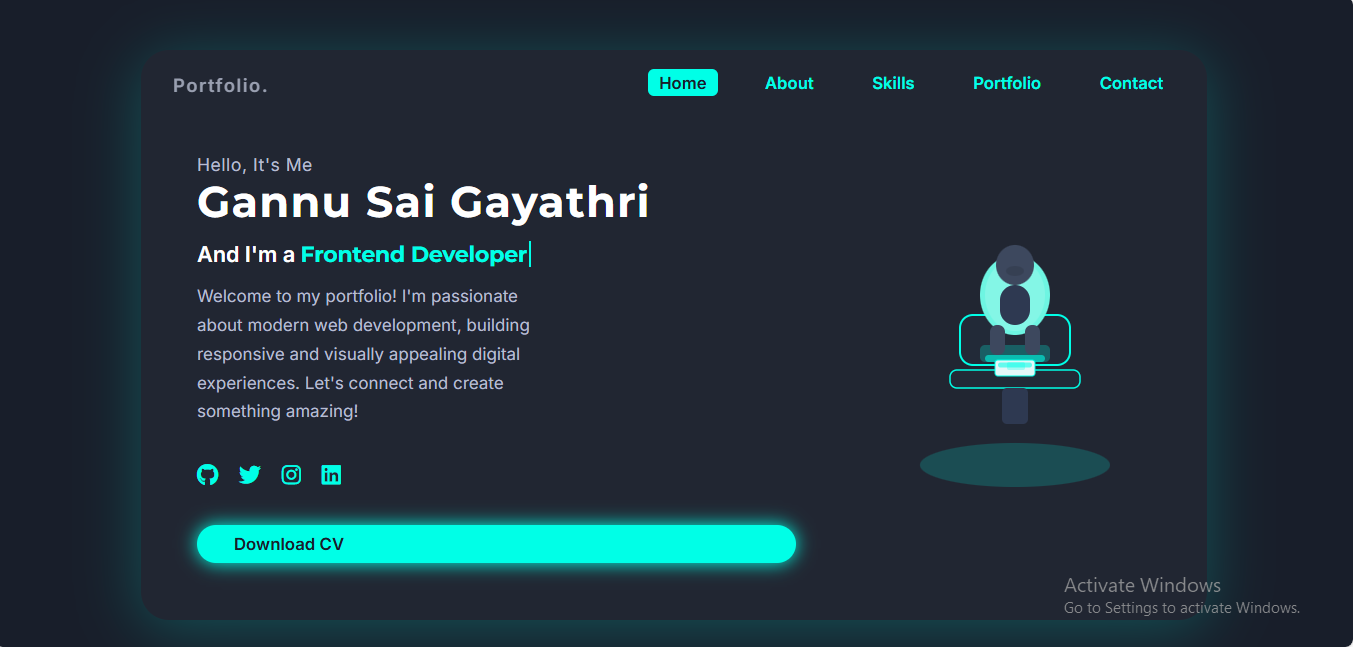 Portfolio.
Home About Skills Portfolio Contact
Hello, It's Me
Gannu Sai Gayathri
And I'm a Frontend Developer
Welcome to my portfolio! I'm passionate
about modern web development, building
responsive and visually appealing digital
experiences. Let's connect and create
something amazing!
in
Download CV
Activate Windows
Go to Settings to activate Windows.